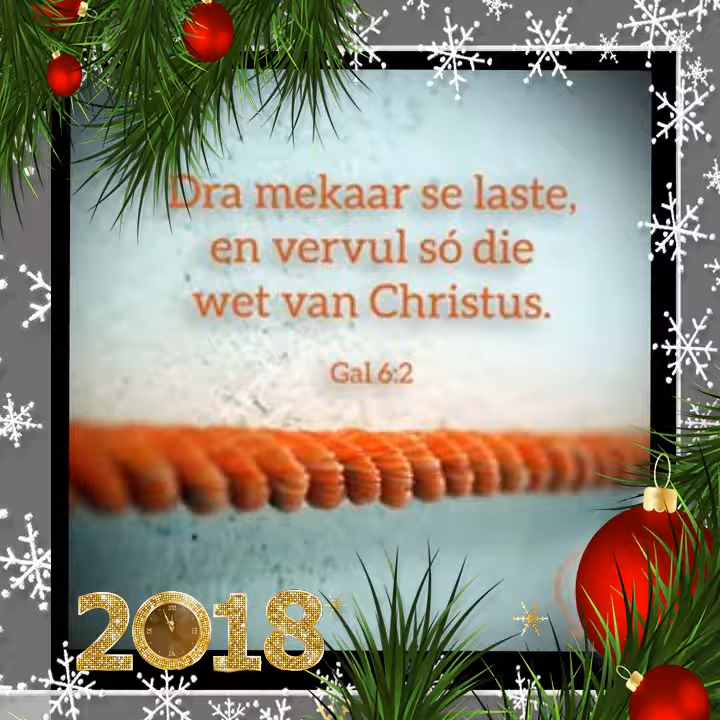 Dra mekaar se laste,
en vervul só die
wet van Christus.
Gal 6:2
2018